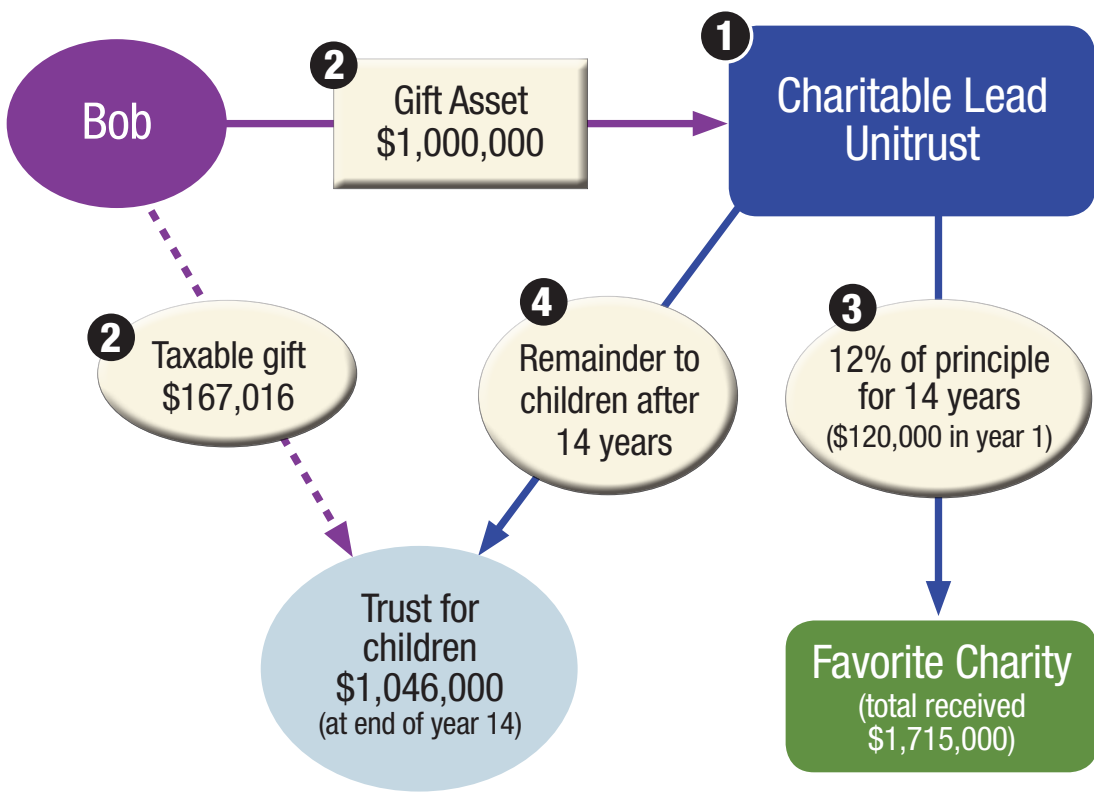 Bob
2
Gift Asset
$1,000,000
1
Charitable Lead
Unitrust
2
Taxable gift
$167,016
4
Remainder to
children after
14 years
3
12% of principle
for 14 years
($120,000 in year 1)
Trust for
children
$1,046,000
(at end of year 14)
Favorite Charity
(total received
$1,715,000)